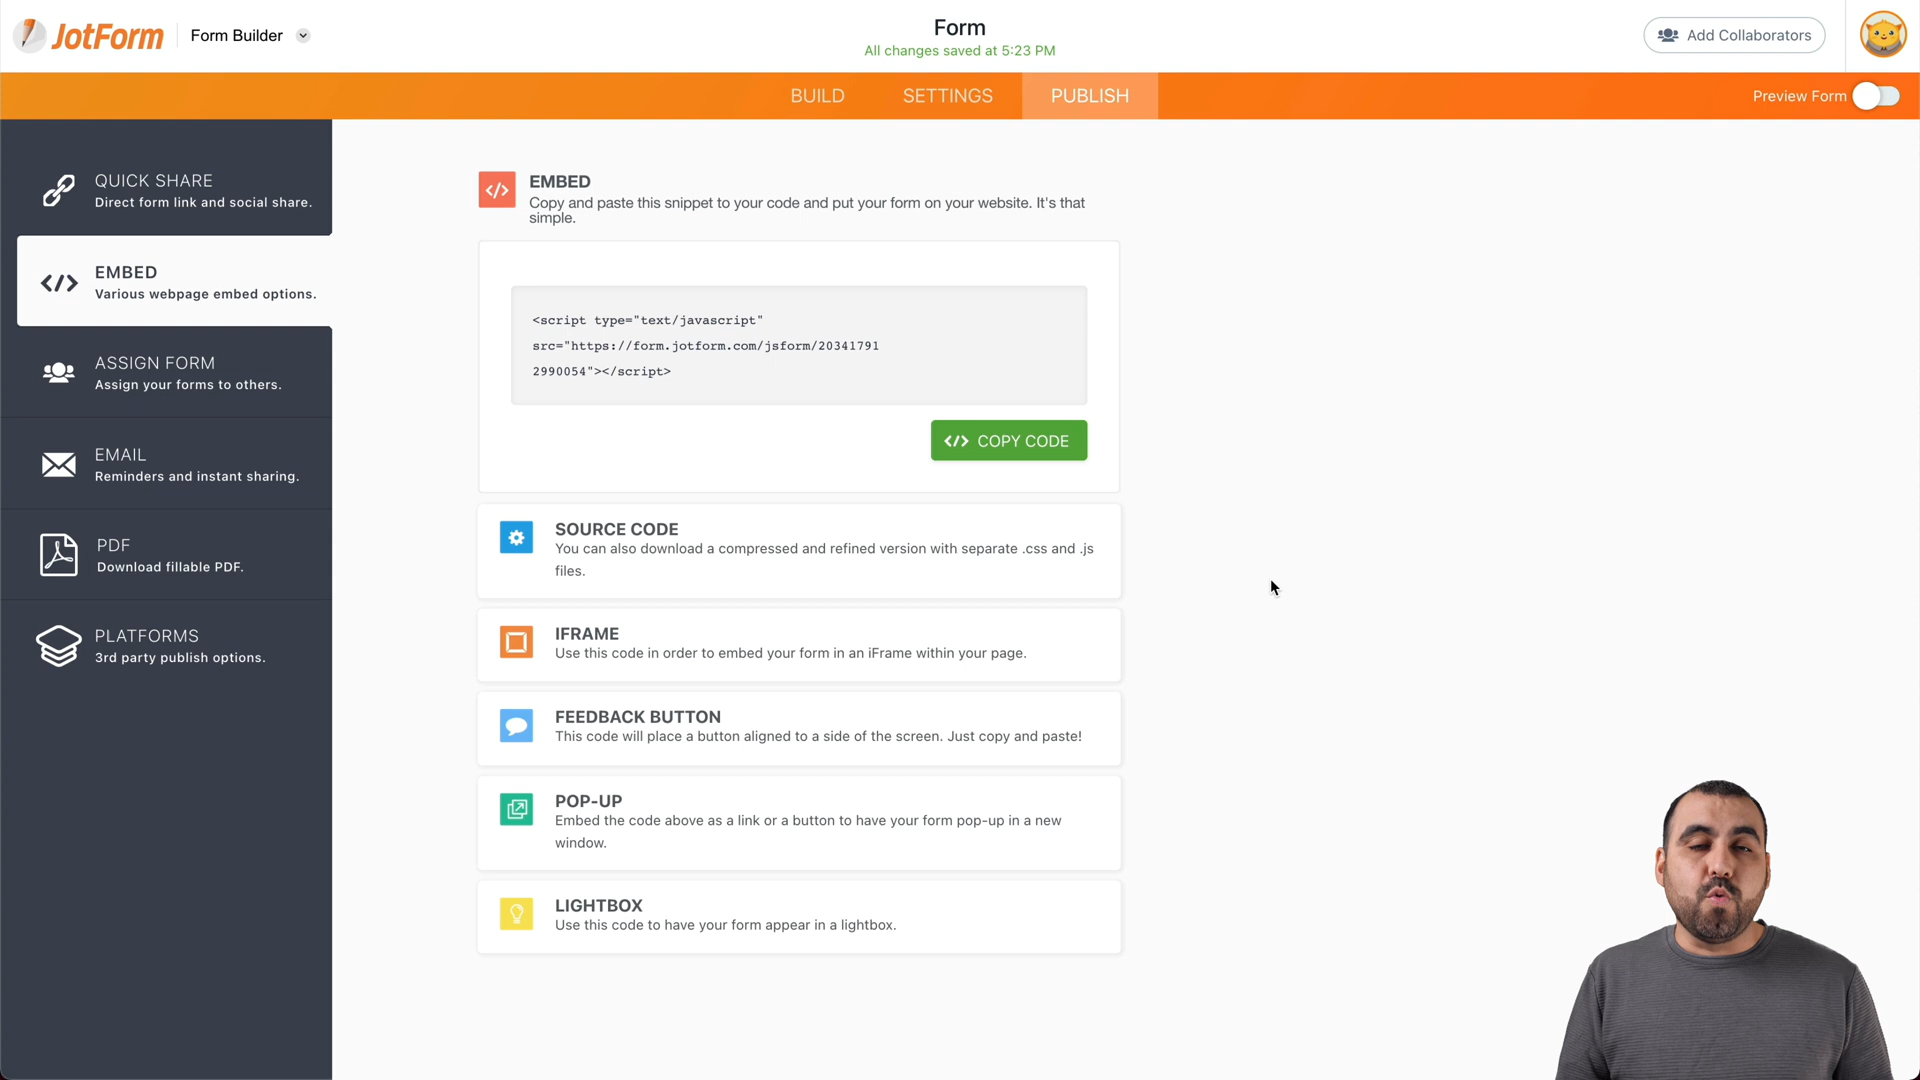 JotForm
Form Builder
Form
All changes saved at 5:23 PM
Add Collaborators
BUILD
SETTINGS
PUBLISH
Preview Form
QUICK SHARE
Direct form link and social share.
EMBED
Various webpage embed options.
ASSIGN FORM
Assign your forms to others.
EMAIL
Reminders and instant sharing.
PDF
Download fillable PDF.
PLATFORMS
3rd party publish options.
EMBED
Copy and paste this snippet to your code and put your form on your website. It's that
simple.
<script type="text/javascript"
src="https://form.jotform.com/jsform/20341791
2990054"></script>
</> COPY CODE
SOURCE CODE
You can also download a compressed and refined version with separate .css and .js
files.
IFRAME
Use this code in order to embed your form in an iFrame within your page.
FEEDBACK BUTTON
This code will place a button aligned to a side of the screen. Just copy and paste!
POP-UP
Embed the code above as a link or a button to have your form pop-up in a new
window.
LIGHTBOX
Use this code to have your form appear in a lightbox.